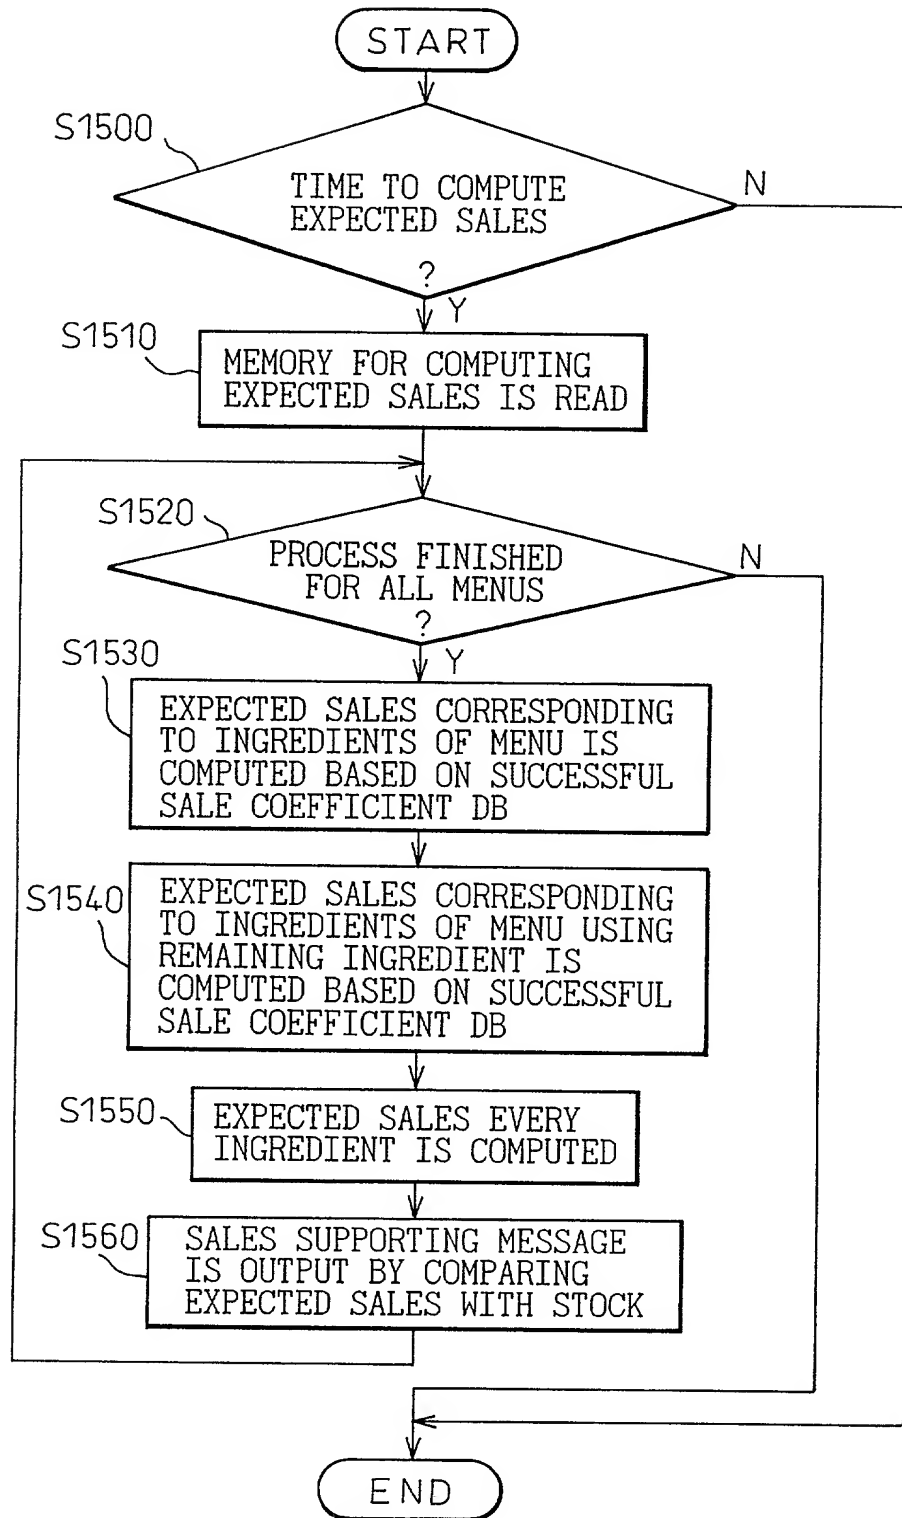 START
S1500
TIME TO COMPUTE
EXPECTED SALES
?
N
Y
S1510
MEMORY FOR COMPUTING
EXPECTED SALES IS READ
S1520
PROCESS FINISHED
FOR ALL MENUS
?
N
Y
S1530
EXPECTED SALES CORRESPONDING
TO INGREDIENTS OF MENU IS
COMPUTED BASED ON SUCCESSFUL
SALE COEFFICIENT DB
S1540
EXPECTED SALES CORRESPONDING
TO INGREDIENTS OF MENU USING
REMAINING INGREDIENT IS
COMPUTED BASED ON SUCCESSFUL
SALE COEFFICIENT DB
S1550
EXPECTED SALES EVERY
INGREDIENT IS COMPUTED
S1560
SALES SUPPORTING MESSAGE
IS OUTPUT BY COMPARING
EXPECTED SALES WITH STOCK
END